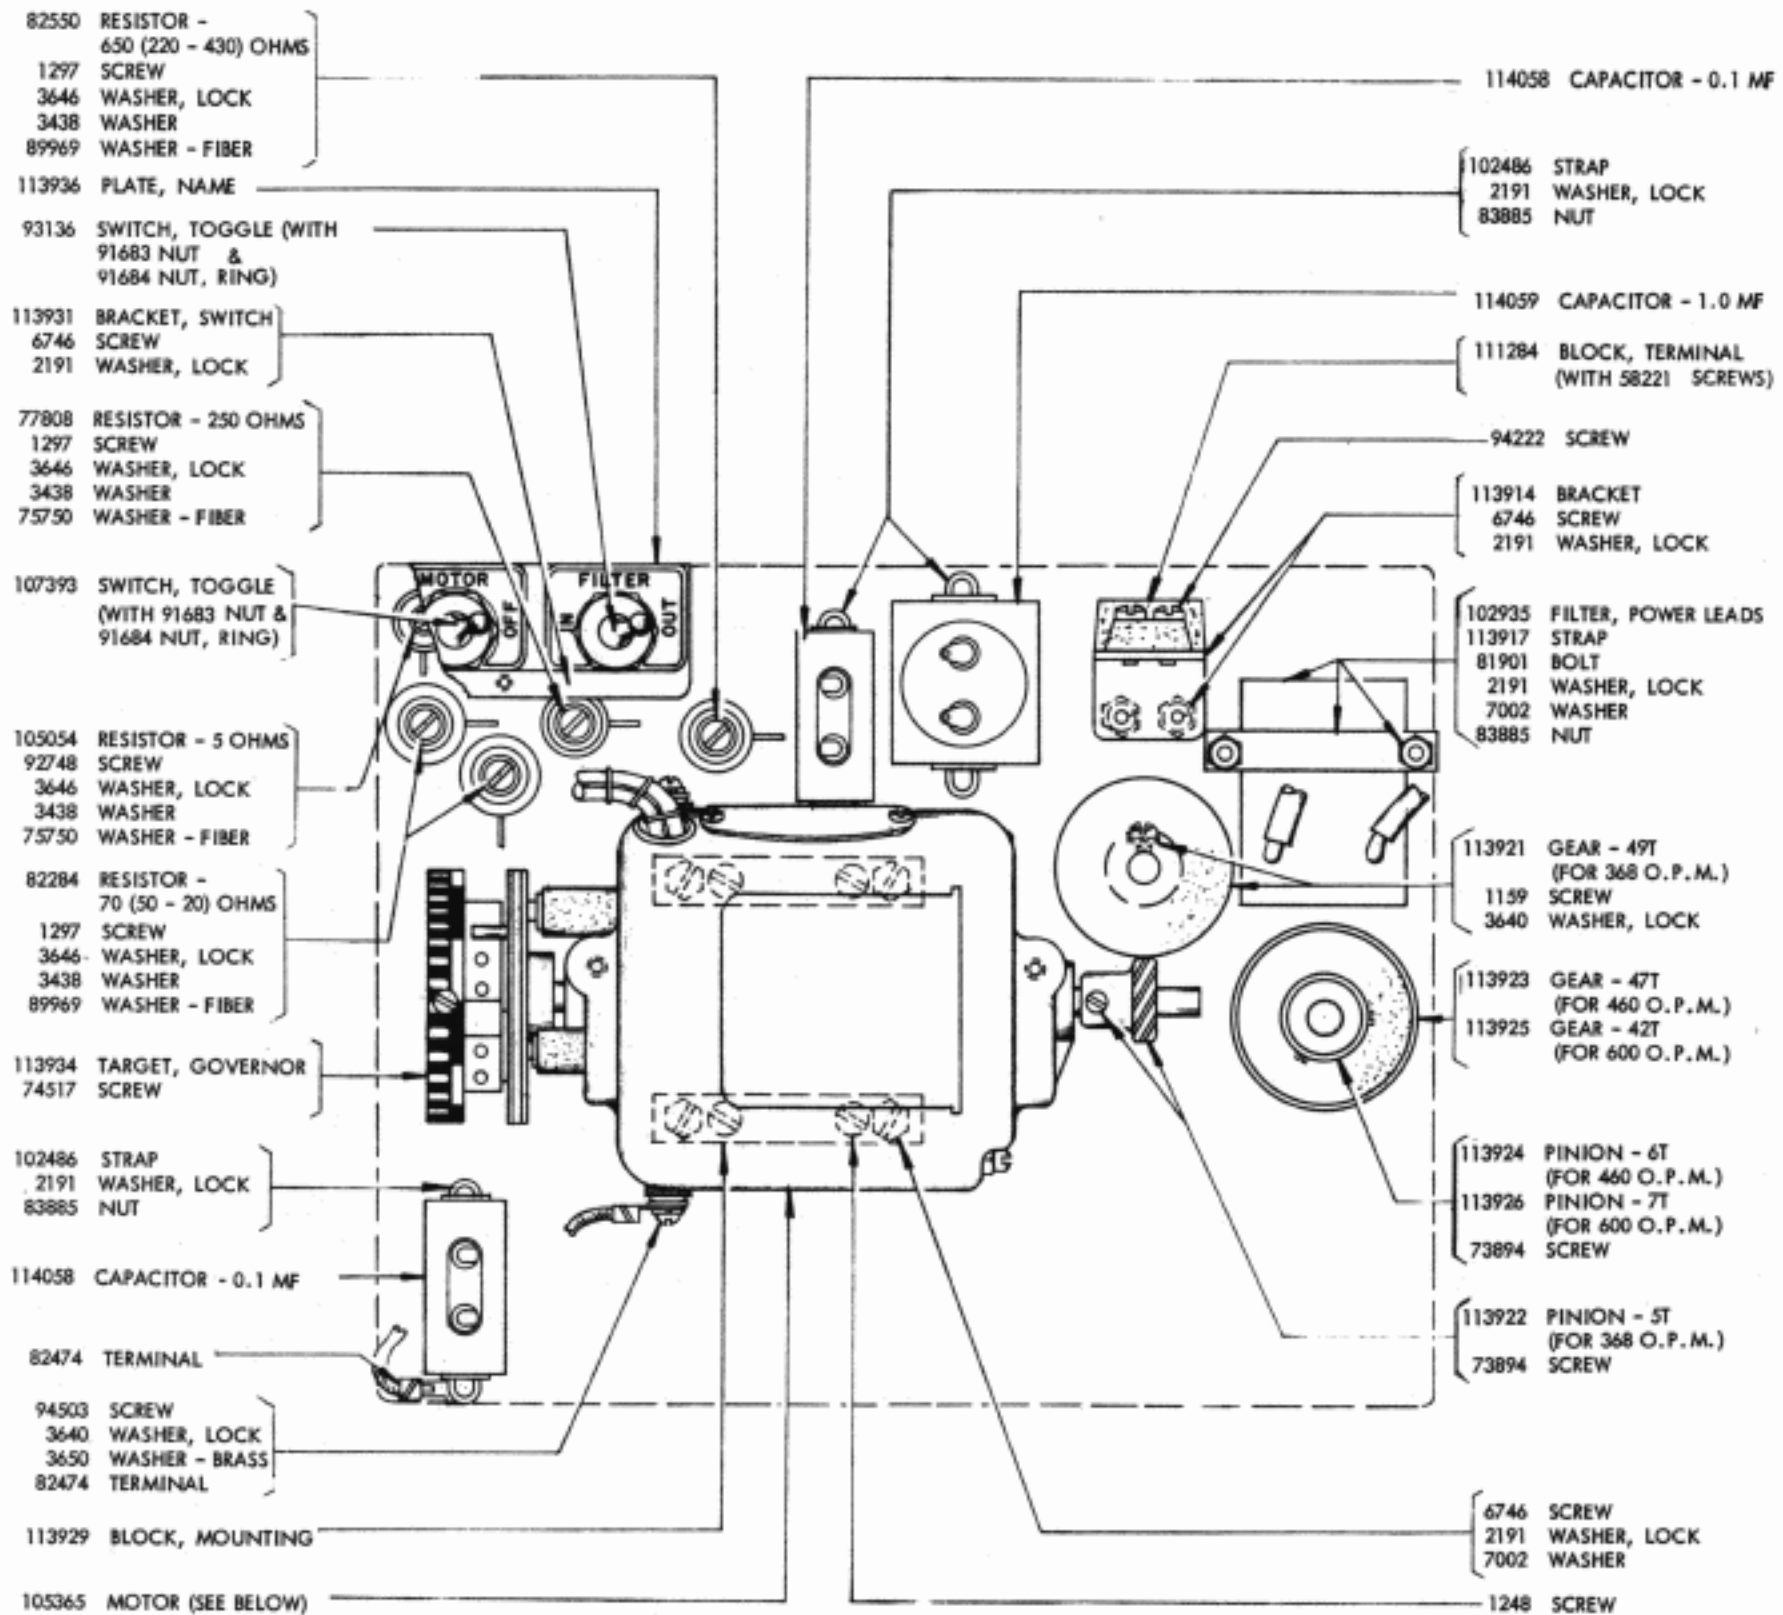 82550 RESISTOR -
650 (220 - 430) OHMS
1297 SCREW
3646 WASHER, LOCK
3438 WASHER
89969 WASHER - FIBER
113936 PLATE, NAME
93136 SWITCH, TOGGLE (WITH
91683 NUT &
91684 NUT, RING)
113931 BRACKET, SWITCH
6746 SCREW
2191 WASHER, LOCK
77808 RESISTOR - 250 OHMS
1297 SCREW
3646 WASHER, LOCK
3438 WASHER
75750 WASHER - FIBER
107393 SWITCH, TOGGLE
(WITH 91683 NUT &
91684 NUT, RING)
105054 RESISTOR - 5 OHMS
92748 SCREW
3646 WASHER, LOCK
3438 WASHER
75750 WASHER - FIBER
82284 RESISTOR -
70 (50 - 20) OHMS
1297 SCREW
3646 WASHER, LOCK
3438 WASHER
89969 WASHER - FIBER
113934 TARGET, GOVERNOR
74517 SCREW
102486 STRAP
2191 WASHER, LOCK
83885 NUT
114058 CAPACITOR - 0.1 MF
82474 TERMINAL
94503 SCREW
3640 WASHER, LOCK
3650 WASHER - BRASS
82474 TERMINAL
113929 BLOCK, MOUNTING
105365 MOTOR (SEE BELOW)
MOTOR
OFF
FILTER
IN
OUT
114058 CAPACITOR - 0.1 MF
102486 STRAP
2191 WASHER, LOCK
83885 NUT
114059 CAPACITOR - 1.0 MF
111284 BLOCK, TERMINAL
(WITH 58221 SCREWS)
94222 SCREW
113914 BRACKET
6746 SCREW
2191 WASHER, LOCK
102935 FILTER, POWER LEADS
113917 STRAP
81901 BOLT
2191 WASHER, LOCK
7002 WASHER
83885 NUT
113921 GEAR - 49T
(FOR 368 O.P.M.)
1159 SCREW
3640 WASHER, LOCK
113923 GEAR - 47T
(FOR 460 O.P.M.)
113925 GEAR - 42T
(FOR 600 O.P.M.)
113924 PINION - 6T
(FOR 460 O.P.M.)
113926 PINION - 7T
(FOR 600 O.P.M.)
73894 SCREW
113922 PINION - 5T
(FOR 368 O.P.M.)
73894 SCREW
6746 SCREW
2191 WASHER, LOCK
7002 WASHER
1248 SCREW